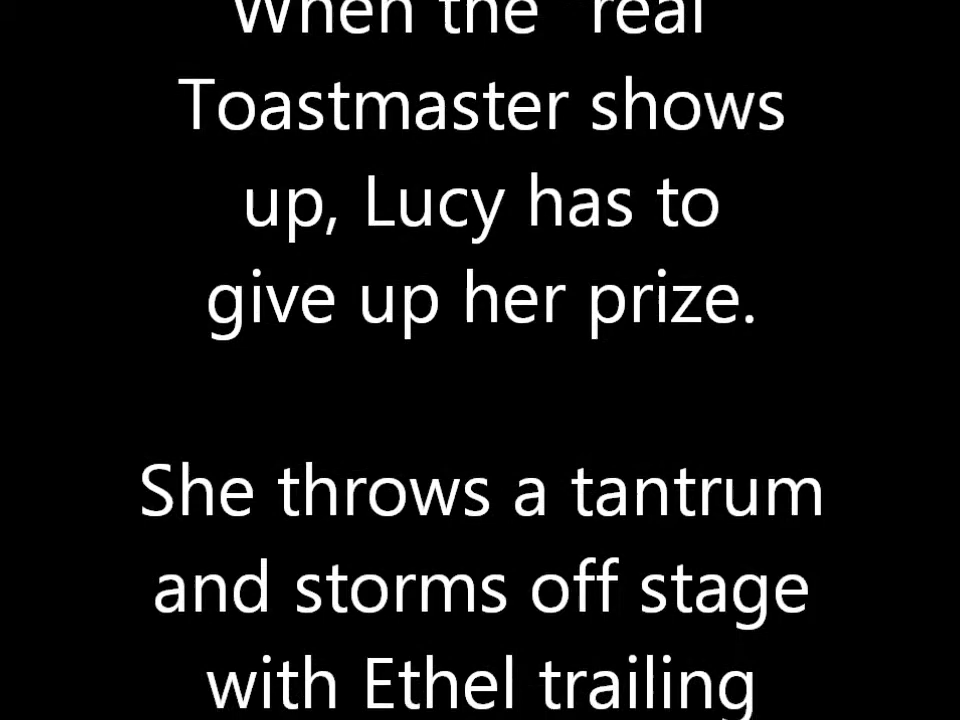 When the "real"
Toastmaster shows
up, Lucy has to
give up her prize.
She throws a tantrum
and storms off stage
with Ethel trailing